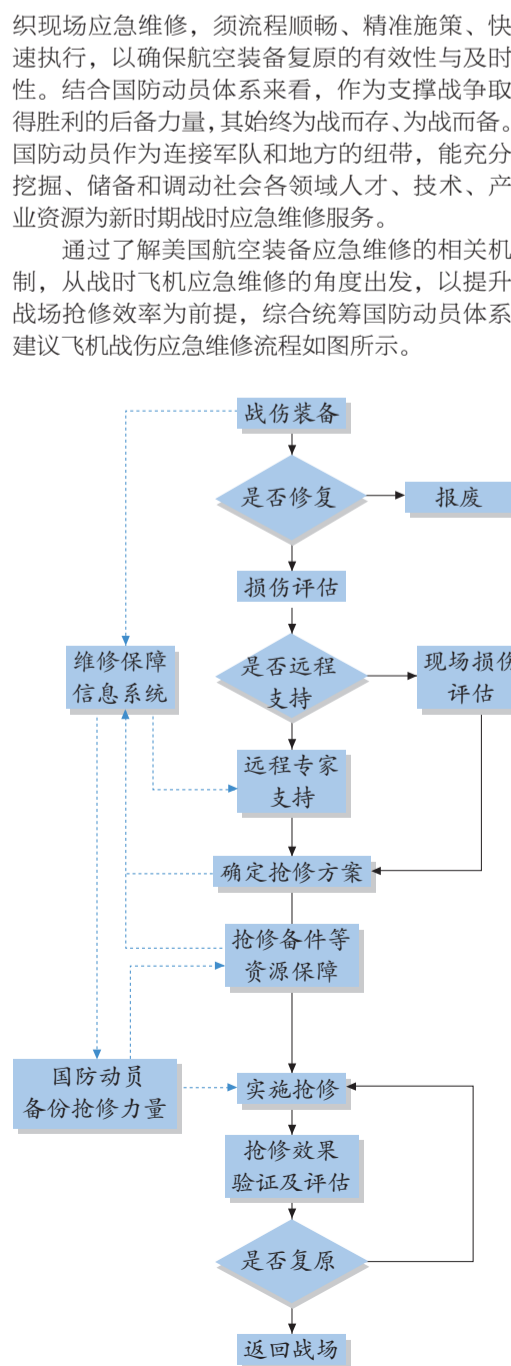 织现场应急维修，须流程顺畅、精准施策、快
速执行，以确保航空装备复原的有效性与及时
性。结合国防动员体系来看，作为支撑战争取
得胜利的后备力量，其始终为战而存、为战而备。
国防动员作为连接军队和地方的纽带，能充分
挖掘、储备和调动社会各领域人才、技术、产
业资源为新时期战时应急维修服务。
通过了解美国航空装备应急维修的相关机
制，从战时飞机应急维修的角度出发，以提升
战场抢修效率为前提，综合统筹国防动员体系
建议飞机战伤应急维修流程如图所示。
战伤装备
是否修复
报废
损伤评估
维修保障
信息系统
是否远程
支持
现场损伤
评估
远程专家
支持
确定抢修方案
抢修备件等
资源保障
国防动员
备份抢修力量
实施抢修
抢修效果
验证及评估
是否复原
返回战场